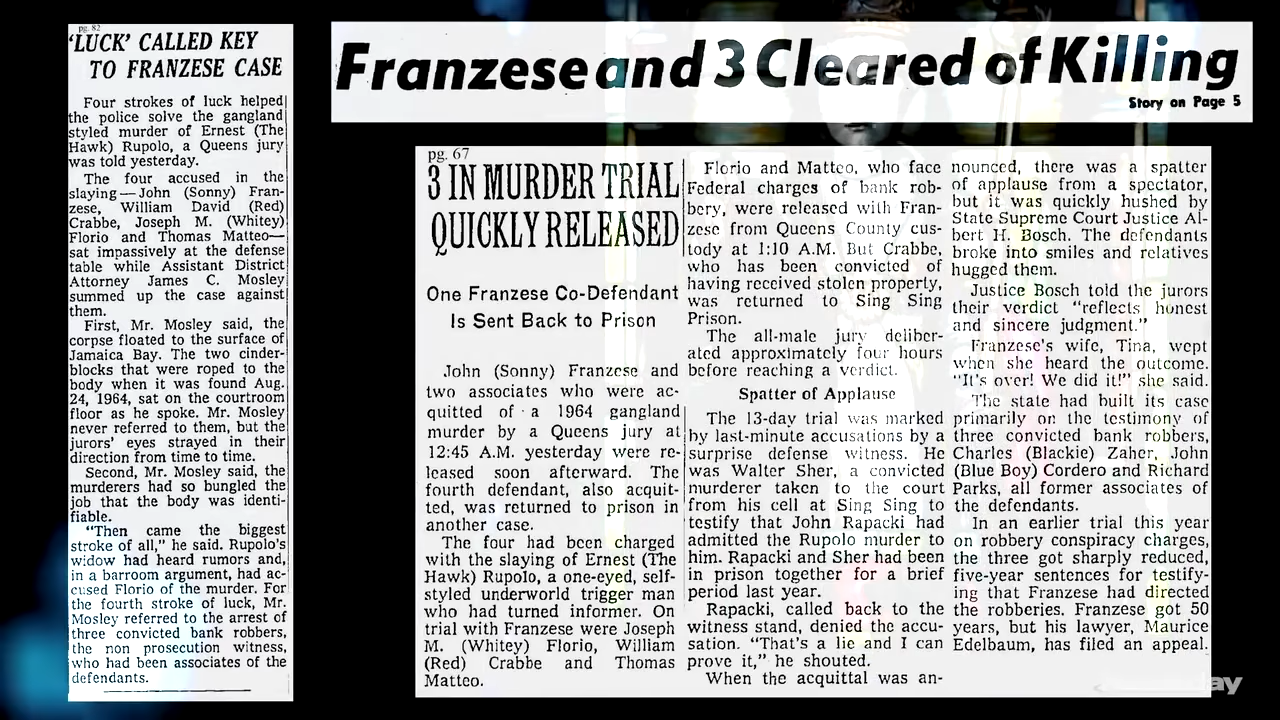 pg. 82
'LUCK' CALLED KEY
TO FRANZESE CASE
Four strokes of luck helped
the police solve the gangland
styled murder of Ernest (The
Hawk) Rupolo, a Queens jury
was told yesterday.
The four accused in the
slaying—John (Sonny) Fran-
zese, William David (Red)
Crabbe, Joseph M. (Whitey)
Florio and Thomas Matteo—
sat impassively at the defense
table while Assistant District
Attorney James C. Mosley
summed up the case against
them.
First, Mr. Mosley said, the
corpse floated to the surface of
Jamaica Bay. The two cinder-
blocks that were roped to the
body when it was found Aug.
24, 1964, sat on the courtroom
floor as he spoke. Mr. Mosley
never referred to them, but the
jurors' eyes strayed in their
direction from time to time.
Second, Mr. Mosley said, the
murderers had so bungled the
job that the body was identi-
fiable.
"Then came the biggest
stroke of all," he said. Rupolo's
widow had heard rumors and,
in a barroom argument, had ac-
cused Florio of the murder. For
the fourth stroke of luck, Mr.
Mosley referred to the arrest of
three convicted bank robbers,
the non prosecution witness,
who had been associates of the
defendants.
Franzese and 3 Cleared of Killing
Story on Page 5
pg. 67
3 IN MURDER TRIAL
QUICKLY RELEASED
One Franzese Co-Defendant
Is Sent Back to Prison
John (Sonny) Franzese and
two associates who were ac-
quitted of a 1964 gangland
murder by a Queens jury at
12:45 A.M. yesterday were re-
leased soon afterward. The
fourth defendant, also acquit-
ted, was returned to prison in
another case.
The four had been charged
with the slaying of Ernest (The
Hawk) Rupolo, a one-eyed, self-
styled underworld trigger man
who had turned informer. On
trial with Franzese were Joseph
M. (Whitey) Florio, William
(Red) Crabbe and Thomas
Matteo.
Florio and Matteo, who face
Federal charges of bank rob-
bery, were released with Fran-
zese from Queens County cus-
tody at 1:10 A.M. But Crabbe,
who has been convicted of
having received stolen property,
was returned to Sing Sing
Prison.
The all-male jury deliber-
ated approximately four hours
before reaching a verdict.
Spatter of Applause
The 13-day trial was marked
by last-minute accusations by a
surprise defense witness. He
was Walter Sher, a convicted
murderer taken to the court
from his cell at Sing Sing to
testify that John Rapacki had
admitted the Rupolo murder to
him. Rapacki and Sher had been
in prison together for a brief
period last year.
Rapacki, called back to the
witness stand, denied the accu-
sation. "That's a lie and I can
prove it," he shouted.
When the acquittal was an-
nounced, there was a spatter
of applause from a spectator,
but it was quickly hushed by
State Supreme Court Justice Al-
bert H. Bosch. The defendants
broke into smiles and relatives
hugged them.
Justice Bosch told the jurors
their verdict "reflects honest
and sincere judgment."
Franzese's wife, Tina, wept
when she heard the outcome.
"It's over! We did it!" she said.
The state had built its case
primarily on the testimony of
three convicted bank robbers,
Charles (Blackie) Zaher, John
(Blue Boy) Cordero and Richard
Parks, all former associates of
the defendants.
In an earlier trial this year
on robbery conspiracy charges,
the three got sharply reduced,
five-year sentences for testify-
ing that Franzese had directed
the robberies. Franzese got 50
years, but his lawyer, Maurice
Edelbaum, has filed an appeal.